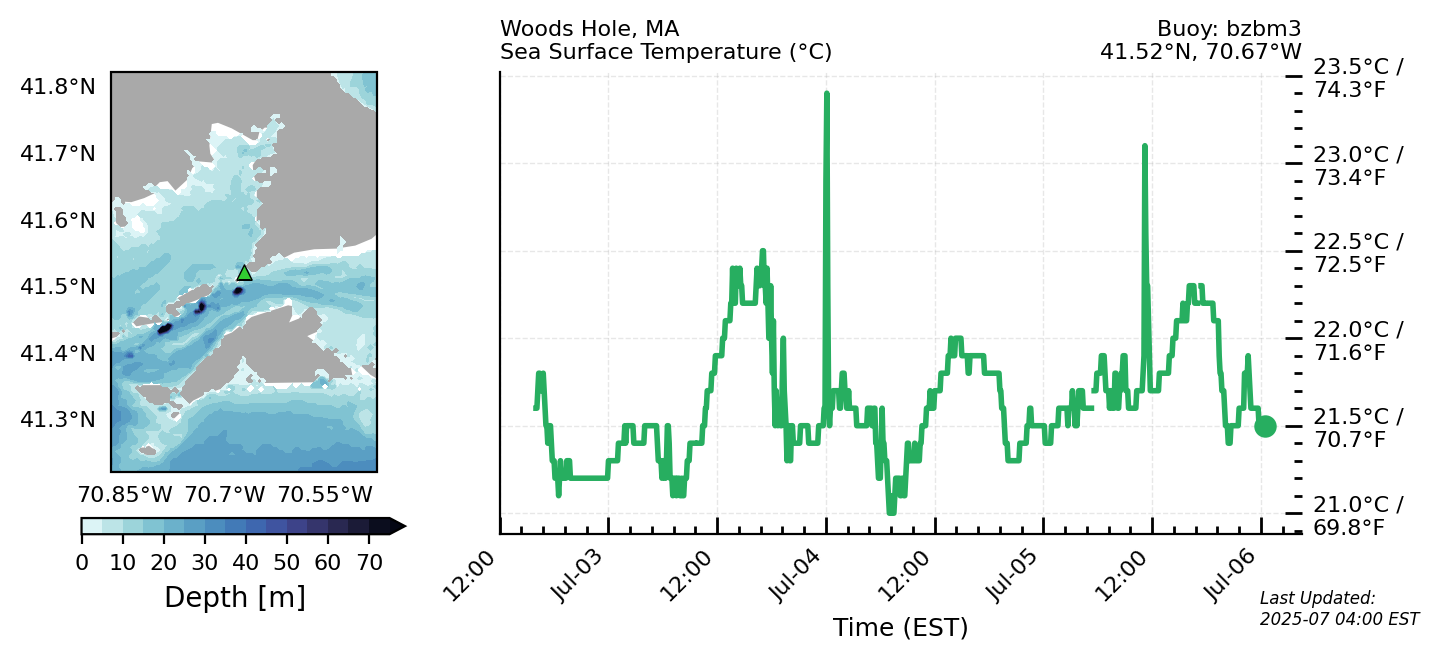 Woods Hole, MA
Sea Surface Temperature (°C)
Buoy: bzbm3
41.52°N, 70.67°W
41.8°N
41.7°N
41.6°N
41.5°N
41.4°N
41.3°N
70.85°W 70.7°W 70.55°W
0 10 20 30 40 50 60 70
Depth [m]
23.5°C /
74.3°F
23.0°C /
73.4°F
22.5°C /
72.5°F
22.0°C /
71.6°F
21.5°C /
70.7°F
21.0°C /
69.8°F
12:00 Jul-03 12:00 Jul-04 12:00 Jul-05 12:00 Jul-06
Time (EST)
Last Updated:
2025-07 04:00 EST